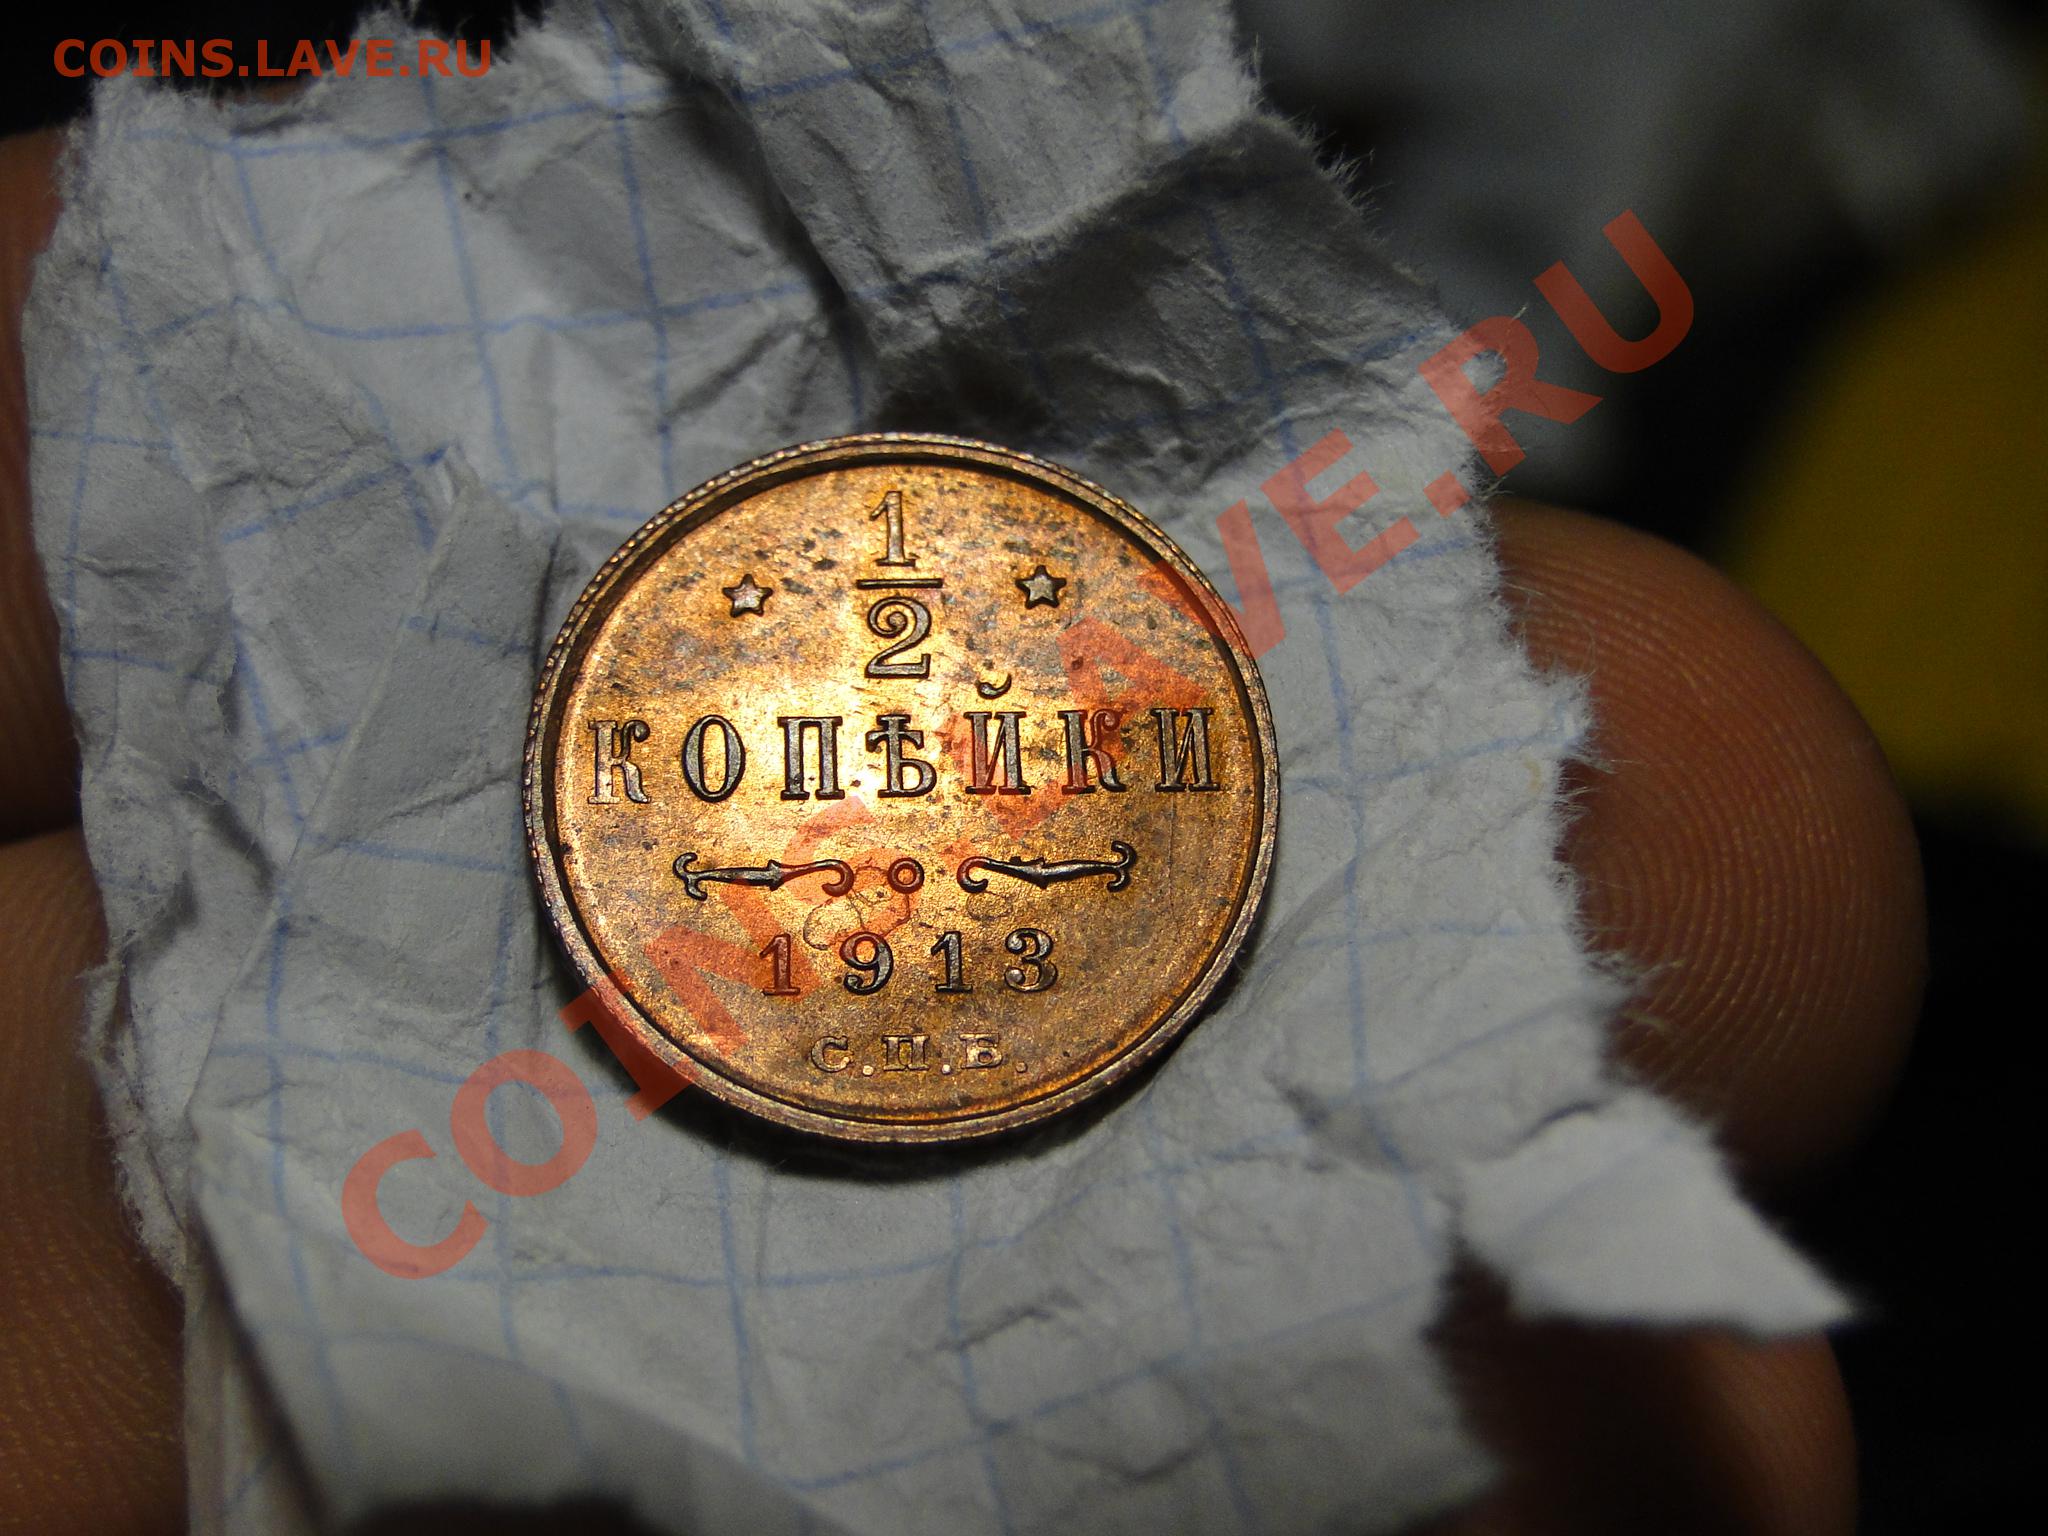 COINS.LAVE.RU
1/2
КОПѢЙКИ
1913
С.П.Б.
COINS.LAVE.RU